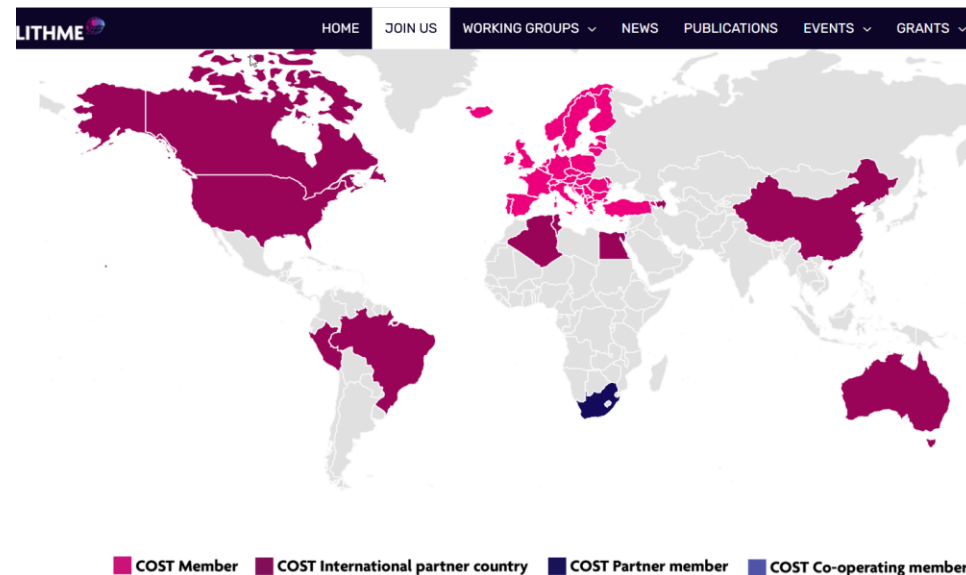 LITHME
HOME JOIN US WORKING GROUPS NEWS PUBLICATIONS EVENTS GRANTS
COST Member COST International partner country COST Partner member COST Co-operating member